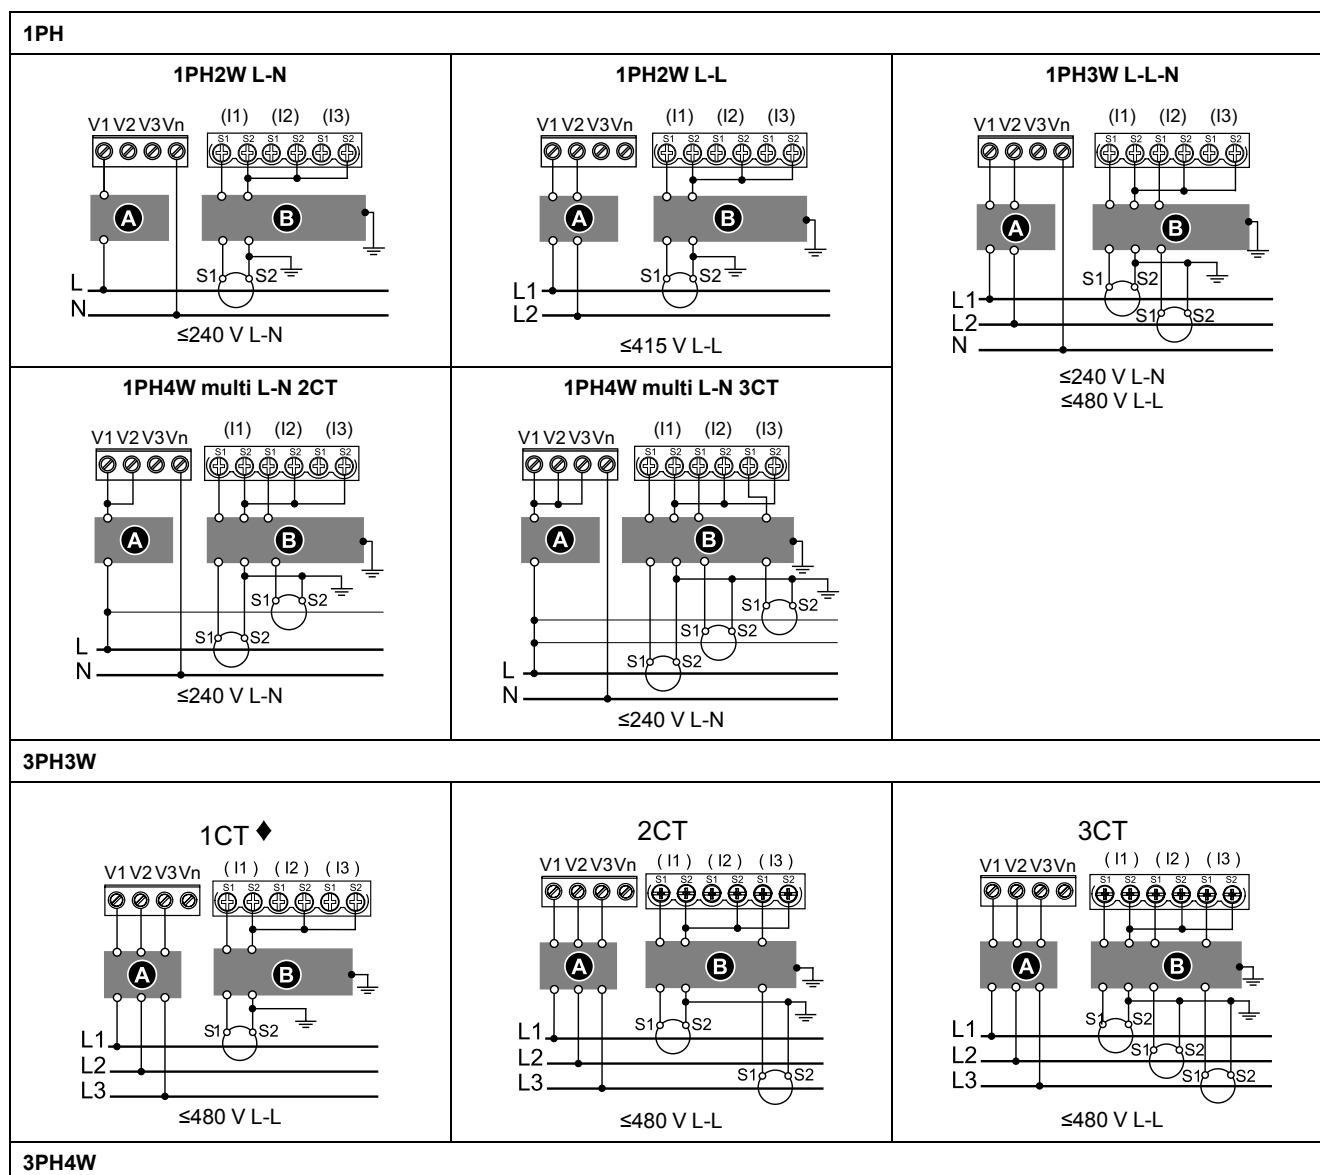 1PH
1PH2W L-N
V1 V2 V3 Vn
(I1) (I2) (I3)
S1 S2 S1 S2 S1 S2
A
B
S1 S2
L
N
≤240 V L-N
1PH2W L-L
V1 V2 V3 Vn
(I1) (I2) (I3)
S1 S2 S1 S2 S1 S2
A
B
S1 S2
L1
L2
≤415 V L-L
1PH3W L-L-N
V1 V2 V3 Vn
(I1) (I2) (I3)
S1 S2 S1 S2 S1 S2
A
B
S1 S2
L1
S1 S2
L2
N
≤240 V L-N
≤480 V L-L
1PH4W multi L-N 2CT
V1 V2 V3 Vn
(I1) (I2) (I3)
S1 S2 S1 S2 S1 S2
A
B
S1 S2
S1 S2
L
N
≤240 V L-N
1PH4W multi L-N 3CT
V1 V2 V3 Vn
(I1) (I2) (I3)
S1 S2 S1 S2 S1 S2
A
B
S1 S2
S1 S2
S1 S2
L
N
≤240 V L-N
3PH3W
1CT ♦
V1 V2 V3 Vn
( I1 ) ( I2 ) ( I3 )
S1 S2 S1 S2 S1 S2
A
B
S1 S2
L1
L2
L3
≤480 V L-L
2CT
V1 V2 V3 Vn
( I1 ) ( I2 ) ( I3 )
S1 S2 S1 S2 S1 S2
A
B
S1 S2
L1
L2
S1 S2
L3
≤480 V L-L
3CT
V1 V2 V3 Vn
( I1 ) ( I2 ) ( I3 )
S1 S2 S1 S2 S1 S2
A
B
S1 S2
L1
S1 S2
L2
S1 S2
L3
≤480 V L-L
3PH4W